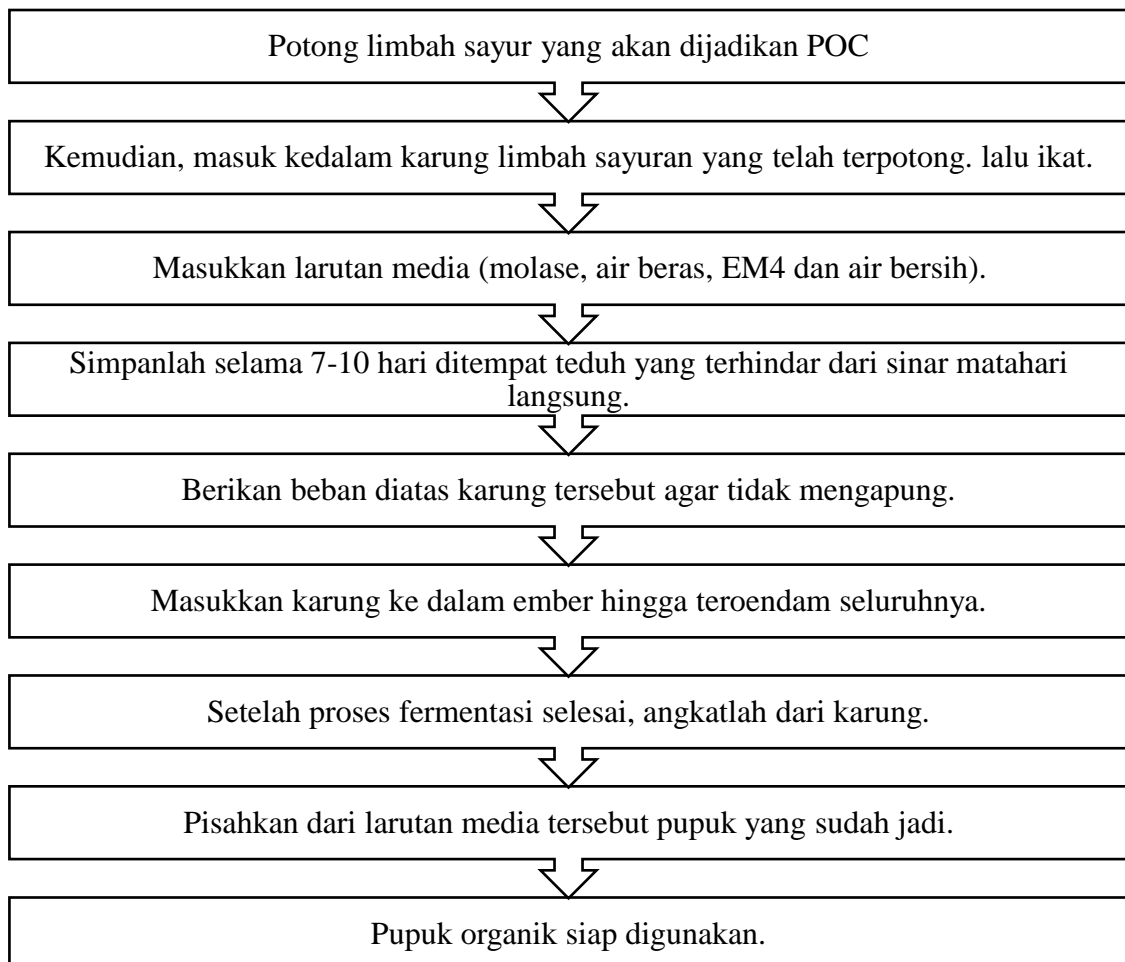 Potong limbah sayur yang akan dijadikan POC
Kemudian, masuk kedalam karung limbah sayuran yang telah terpotong. lalu ikat.
Masukkan larutan media (molase, air beras, EM4 dan air bersih).
Simpanlah selama 7-10 hari ditempat teduh yang terhindar dari sinar matahari
langsung.
Berikan beban diatas karung tersebut agar tidak mengapung.
Masukkan karung ke dalam ember hingga teroendam seluruhnya.
Setelah proses fermentasi selesai, angkatlah dari karung.
Pisahkan dari larutan media tersebut pupuk yang sudah jadi.
Pupuk organik siap digunakan.